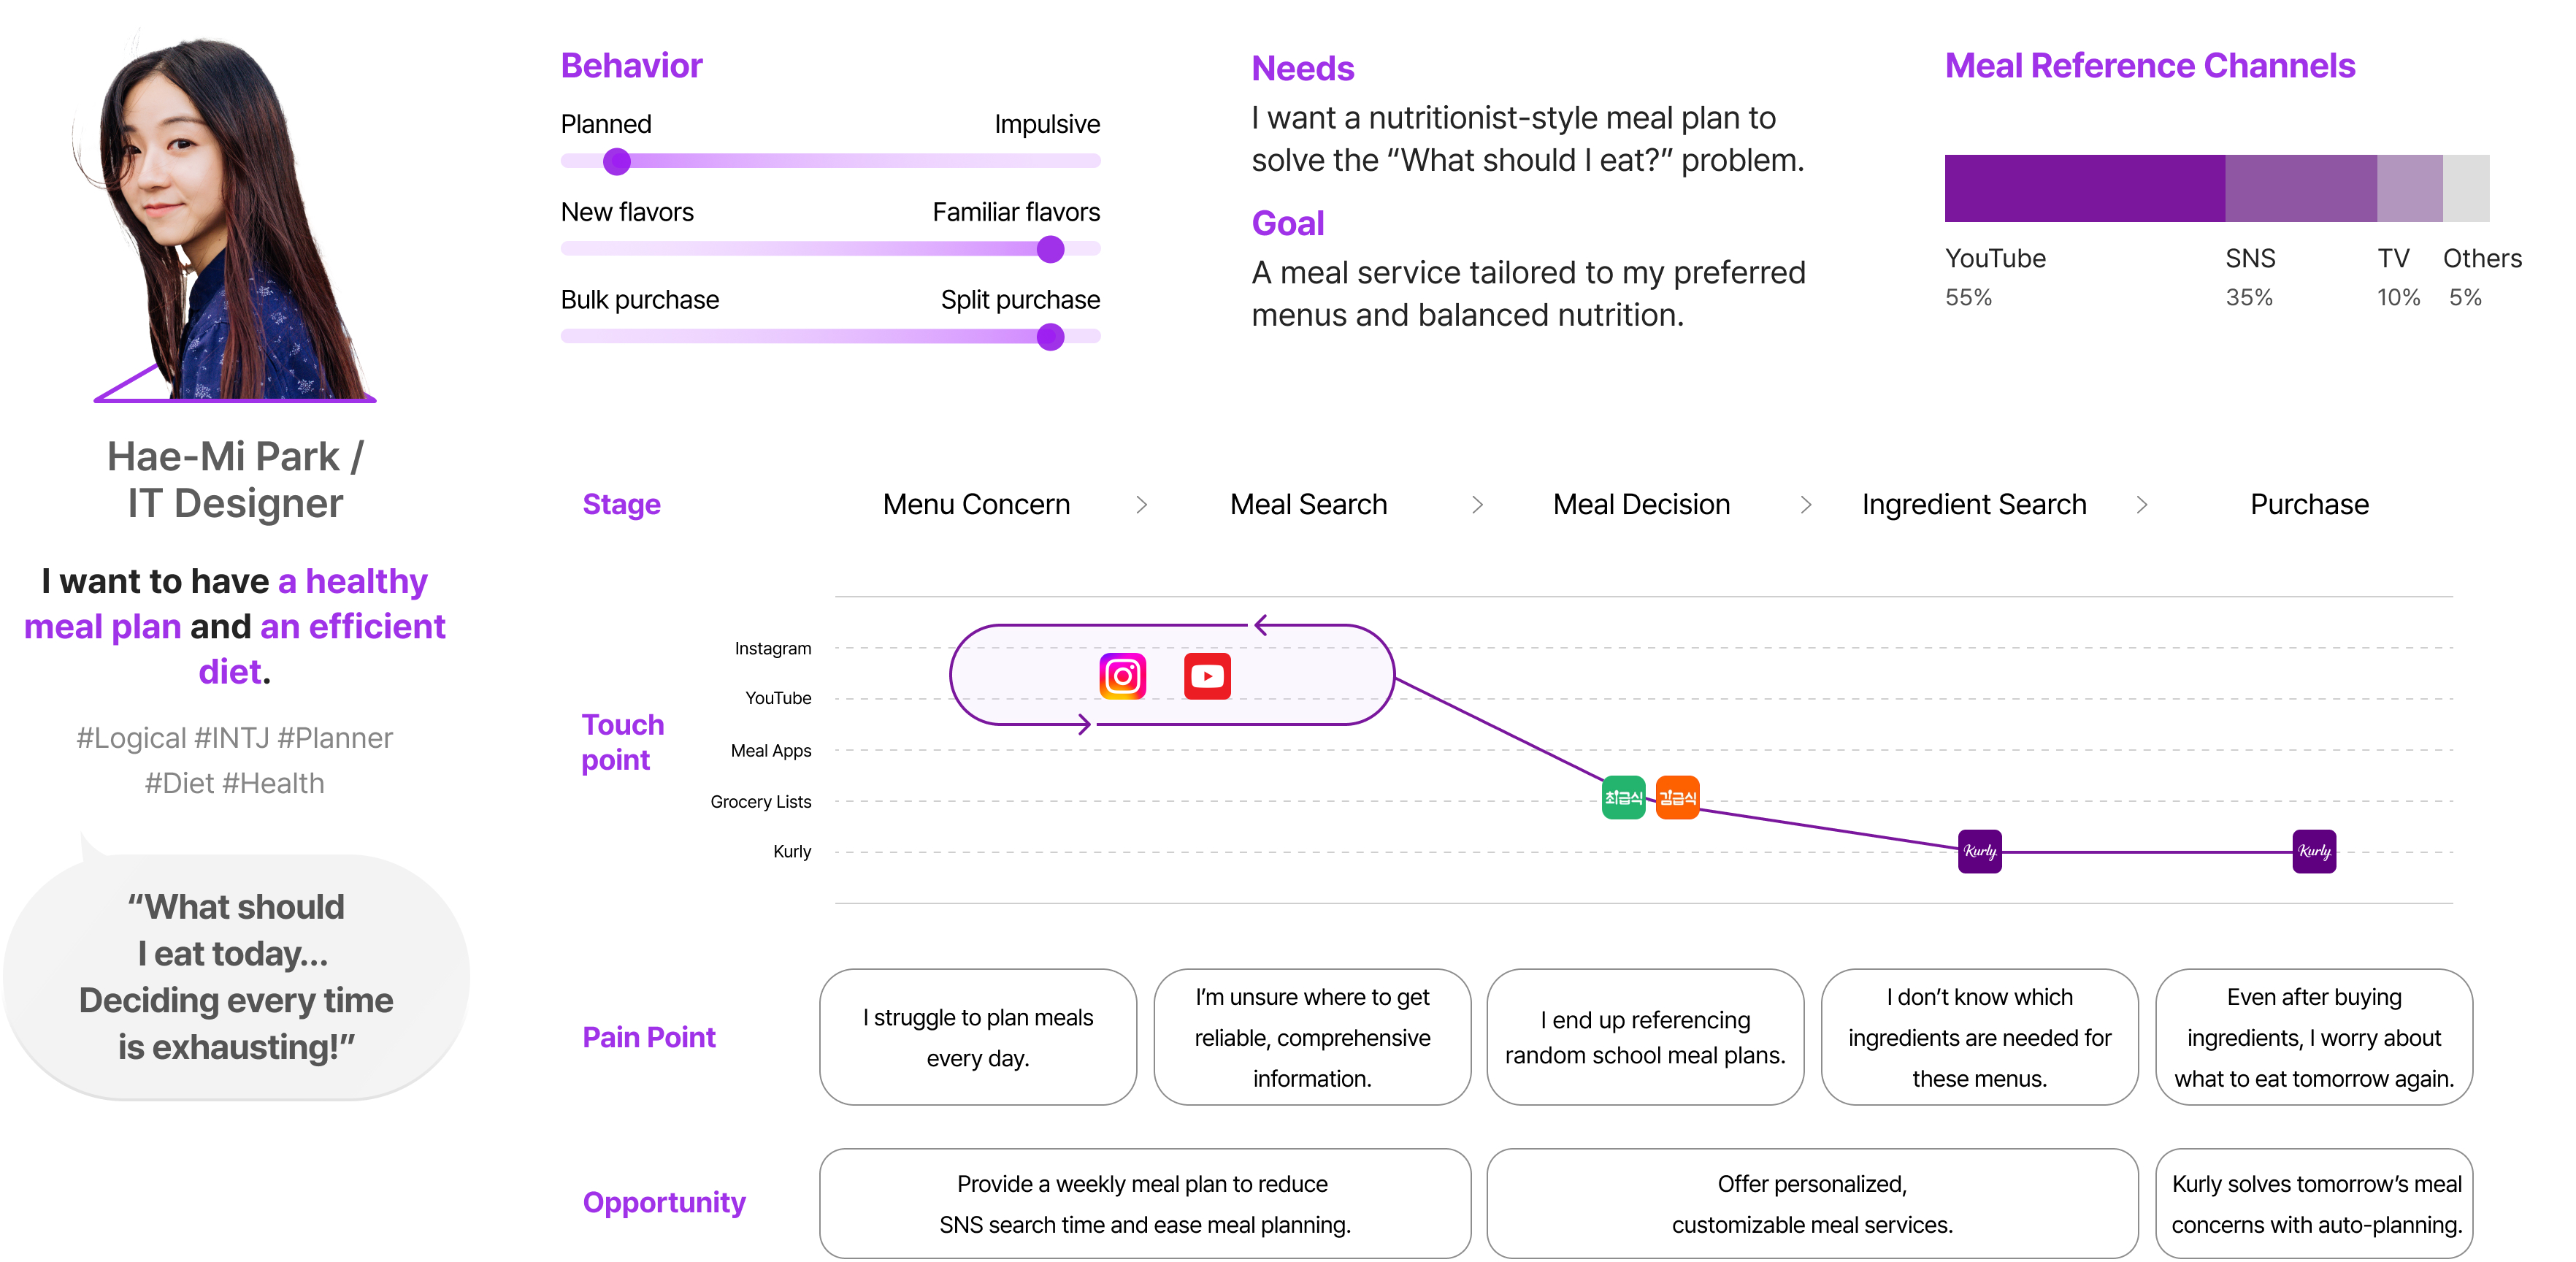 Hae-Mi Park /
IT Designer
I want to have a healthy
meal plan and an efficient
diet.
#Logical #INTJ #Planner
#Diet #Health
“What should
I eat today...
Deciding every time
is exhausting!”
Behavior
Planned Impulsive
New flavors Familiar flavors
Bulk purchase Split purchase
Needs
I want a nutritionist-style meal plan to
solve the “What should I eat?” problem.
Goal
A meal service tailored to my preferred
menus and balanced nutrition.
Meal Reference Channels
YouTube SNS TV Others
55% 35% 10% 5%
Stage Menu Concern > Meal Search > Meal Decision > Ingredient Search > Purchase
Touch
point
Instagram
YouTube
Meal Apps
Grocery Lists
최급식 김급식
Kurly
Kurly Kurly
Pain Point
I struggle to plan meals
every day.
I’m unsure where to get
reliable, comprehensive
information.
I end up referencing
random school meal plans.
I don’t know which
ingredients are needed for
these menus.
Even after buying
ingredients, I worry about
what to eat tomorrow again.
Opportunity
Provide a weekly meal plan to reduce
SNS search time and ease meal planning.
Offer personalized,
customizable meal services.
Kurly solves tomorrow’s meal
concerns with auto-planning.